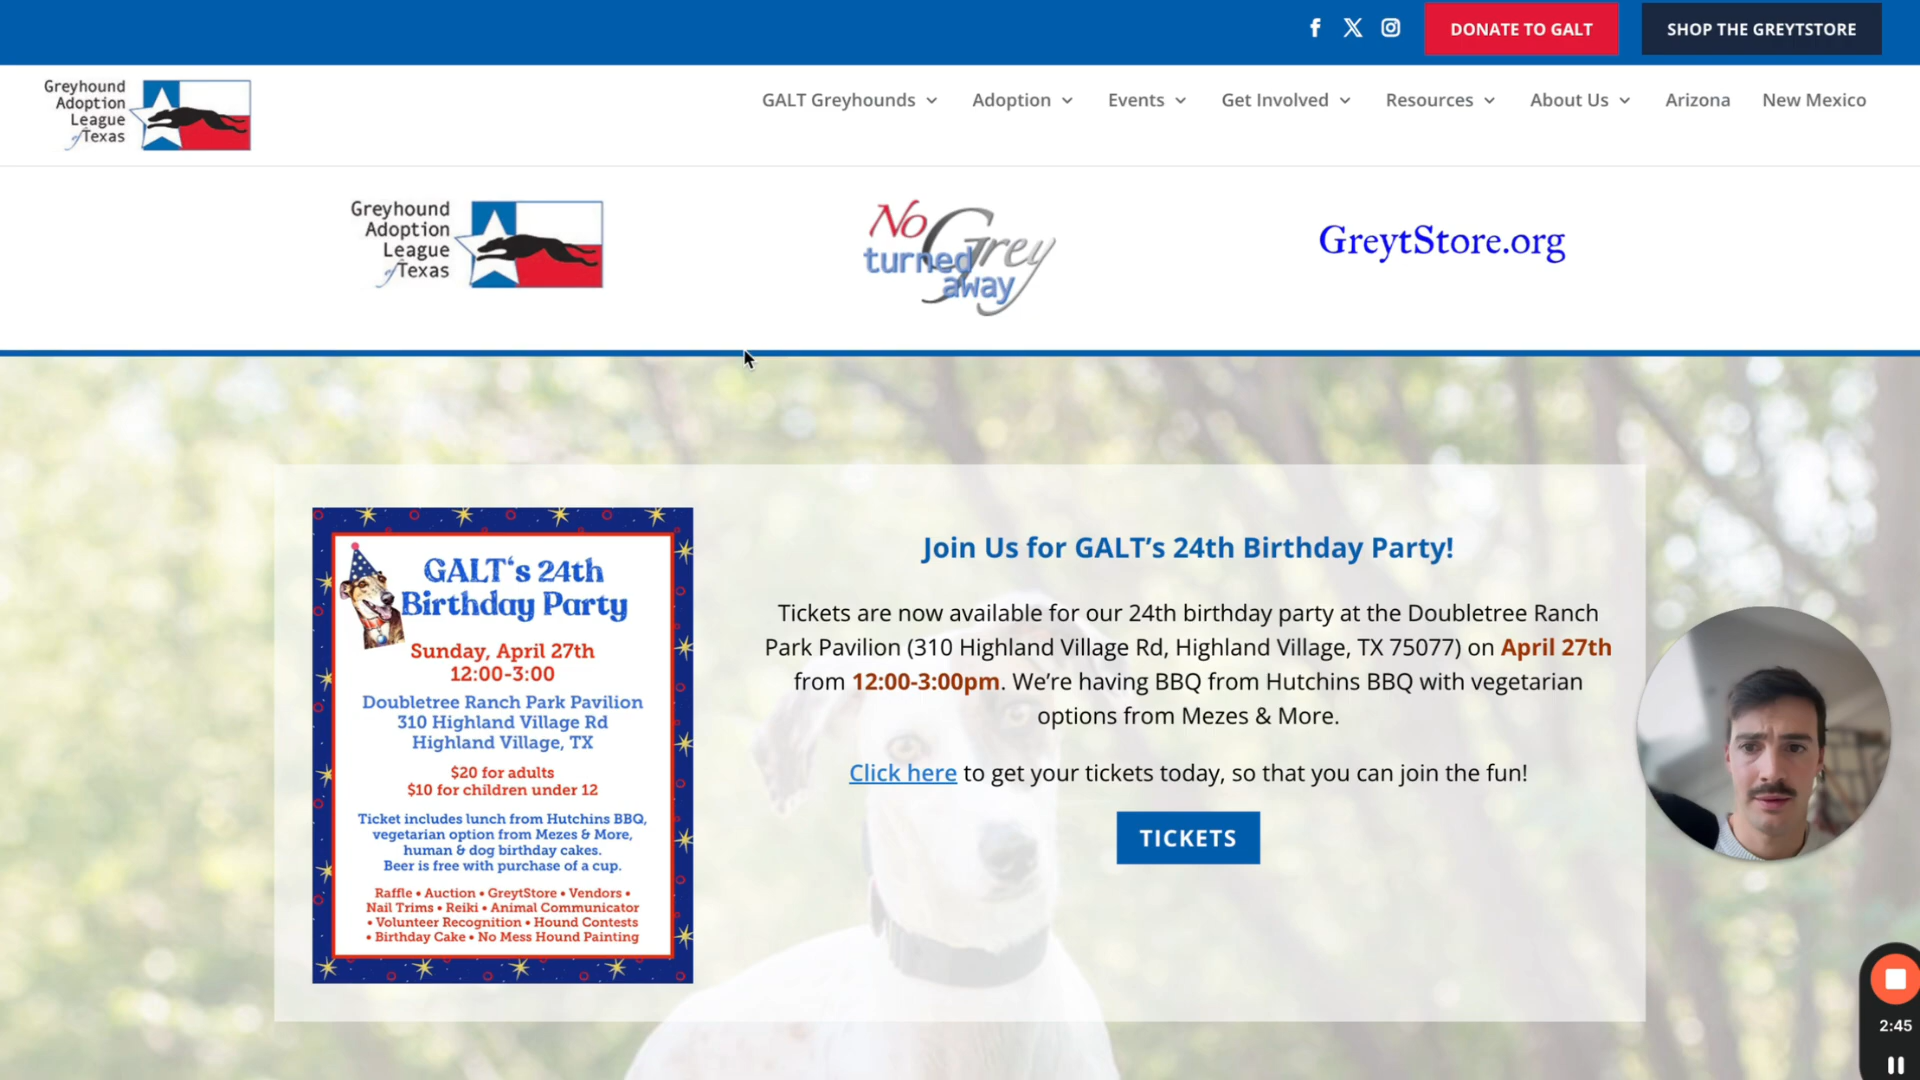 DONATE TO GALT
SHOP THE GREYTSTORE
Greyhound
Adoption
League
of Texas
GALT Greyhounds
Adoption
Events
Get Involved
Resources
About Us
Arizona
New Mexico
Greyhound
Adoption
League
of Texas
No Grey
turned
away
GreytStore.org
GALT's 24th
Birthday Party
Sunday, April 27th
12:00-3:00
Doubletree Ranch Park Pavilion
310 Highland Village Rd
Highland Village, TX
$20 for adults
$10 for children under 12
Ticket includes lunch from Hutchins BBQ,
vegetarian option from Mezes & More,
human & dog birthday cakes.
Beer is free with purchase of a cup.
Raffle • Auction • GreytStore • Vendors •
Nail Trims • Reiki • Animal Communicator
• Volunteer Recognition • Hound Contests
• Birthday Cake • No Mess Hound Painting
Join Us for GALT’s 24th Birthday Party!
Tickets are now available for our 24th birthday party at the Doubletree Ranch
Park Pavilion (310 Highland Village Rd, Highland Village, TX 75077) on April 27th
from 12:00-3:00pm. We’re having BBQ from Hutchins BBQ with vegetarian
options from Mezes & More.
Click here to get your tickets today, so that you can join the fun!
TICKETS
2:45